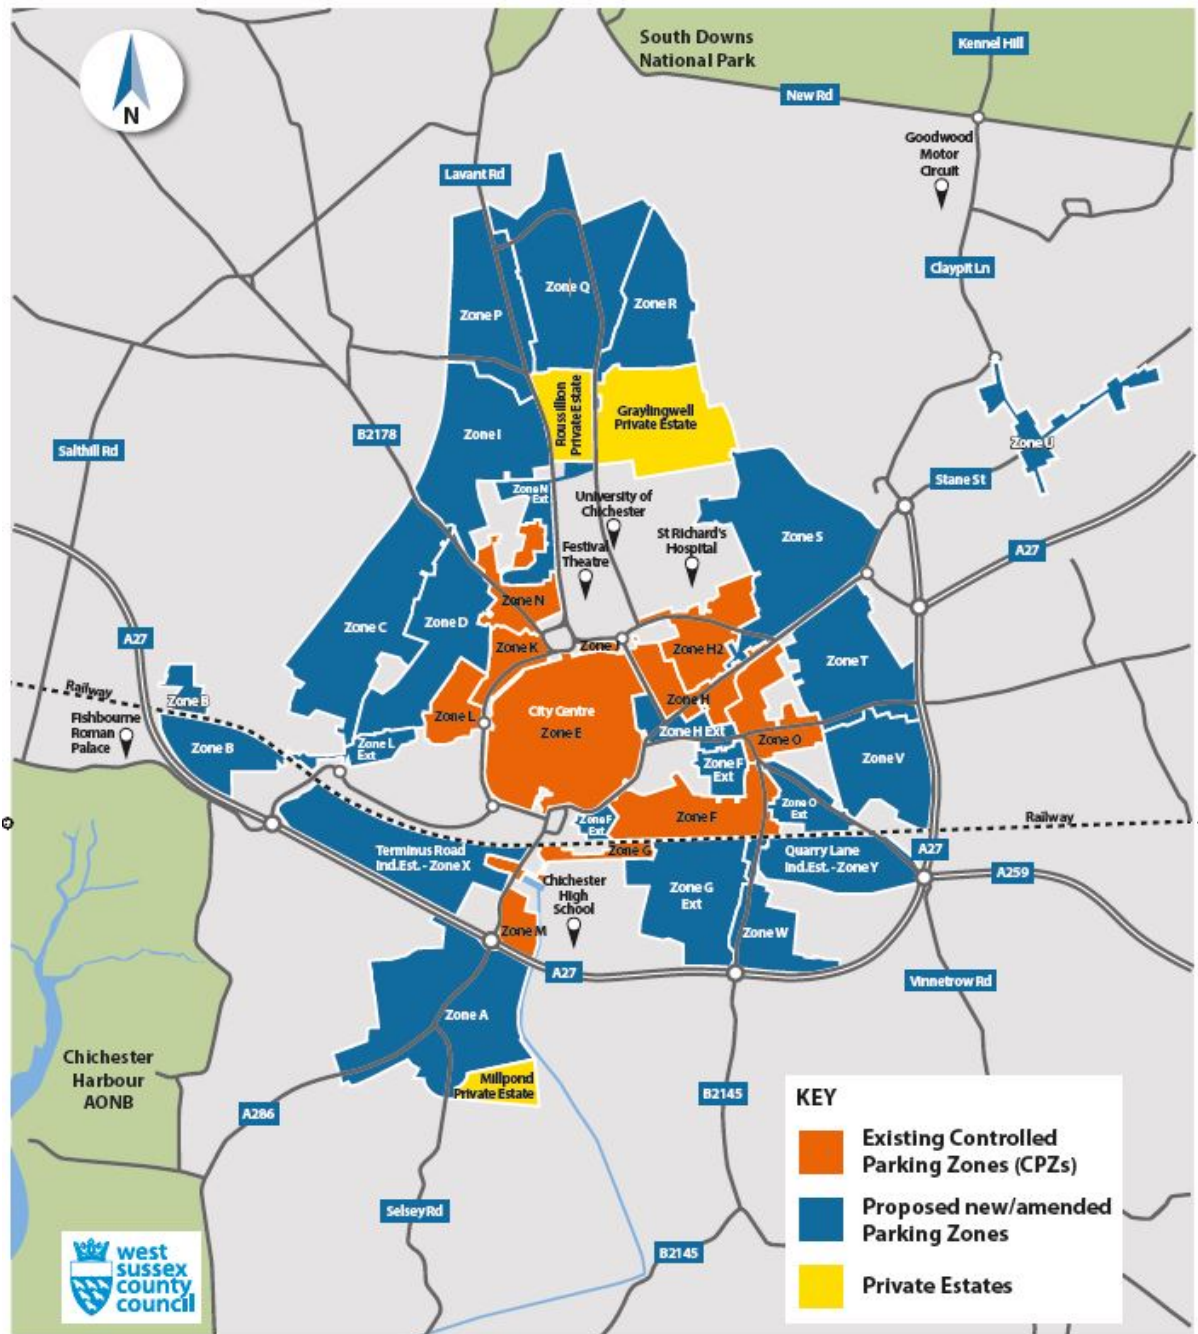 South Downs
National Park
Kennel Hill
New Rd
N
Goodwood
Motor
Circuit
Lavant Rd
Claypit Ln
Zone Q
Zone R
Zone P
Roussillion
Private Estate
Graylingwell
Private Estate
B2178
Zone I
Salthill Rd
Zone U
Stane St
Zone N
Ext
University of
Chichester
St Richard's
Hospital
Zone S
A27
Festival
Theatre
Zone N
Zone C
Zone D
A27
Zone K
Zone J
Zone H2
Zone T
Railway
Zone B
Zone H
Fishbourne
Roman
Palace
Zone L
City Centre
Zone E
Zone H Ext
Zone O
Zone B
Zone L
Ext
Zone F
Ext
Zone V
Zone O
Ext
Zone F
Zone F
Ext
Railway
Terminus Road
Ind.Est. - Zone X
Zone G
Quarry Lane
Ind.Est. - Zone Y
A27
A259
Chichester
High
School
Zone G
Ext
Zone M
Zone W
A27
Vinnetrow Rd
Zone A
Chichester
Harbour
AONB
Millpond
Private Estate
A286
B2145
Selsey Rd
B2145
KEY
Existing Controlled
Parking Zones (CPZs)
Proposed new/amended
Parking Zones
Private Estates
west
sussex
county
council